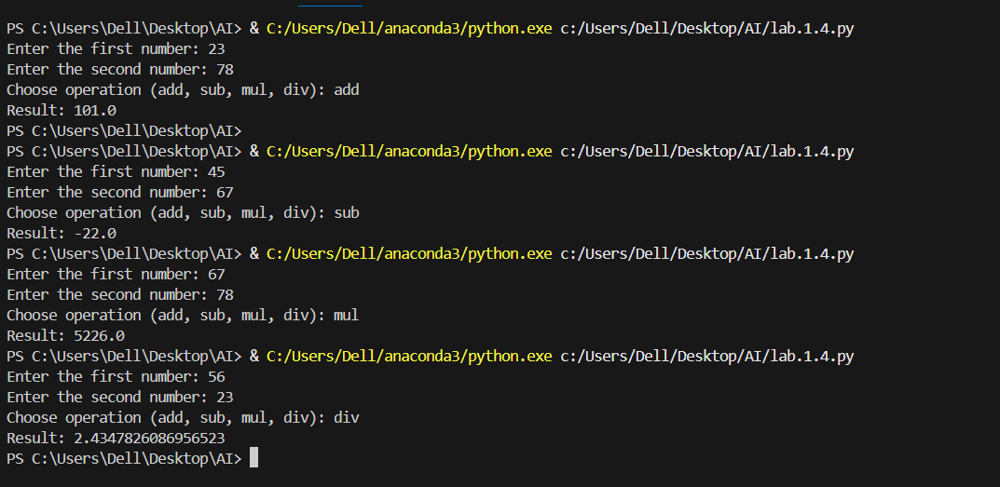 PS C:\Users\Dell\Desktop\AI> & C:/Users/Dell/anaconda3/python.exe c:/Users/Dell/Desktop/AI/lab.1.4.py
Enter the first number: 23
Enter the second number: 78
Choose operation (add, sub, mul, div): add
Result: 101.0
PS C:\Users\Dell\Desktop\AI>
PS C:\Users\Dell\Desktop\AI> & C:/Users/Dell/anaconda3/python.exe c:/Users/Dell/Desktop/AI/lab.1.4.py
Enter the first number: 45
Enter the second number: 67
Choose operation (add, sub, mul, div): sub
Result: -22.0
PS C:\Users\Dell\Desktop\AI> & C:/Users/Dell/anaconda3/python.exe c:/Users/Dell/Desktop/AI/lab.1.4.py
Enter the first number: 67
Enter the second number: 78
Choose operation (add, sub, mul, div): mul
Result: 5226.0
PS C:\Users\Dell\Desktop\AI> & C:/Users/Dell/anaconda3/python.exe c:/Users/Dell/Desktop/AI/lab.1.4.py
Enter the first number: 56
Enter the second number: 23
Choose operation (add, sub, mul, div): div
Result: 2.4347826086956523
PS C:\Users\Dell\Desktop\AI>